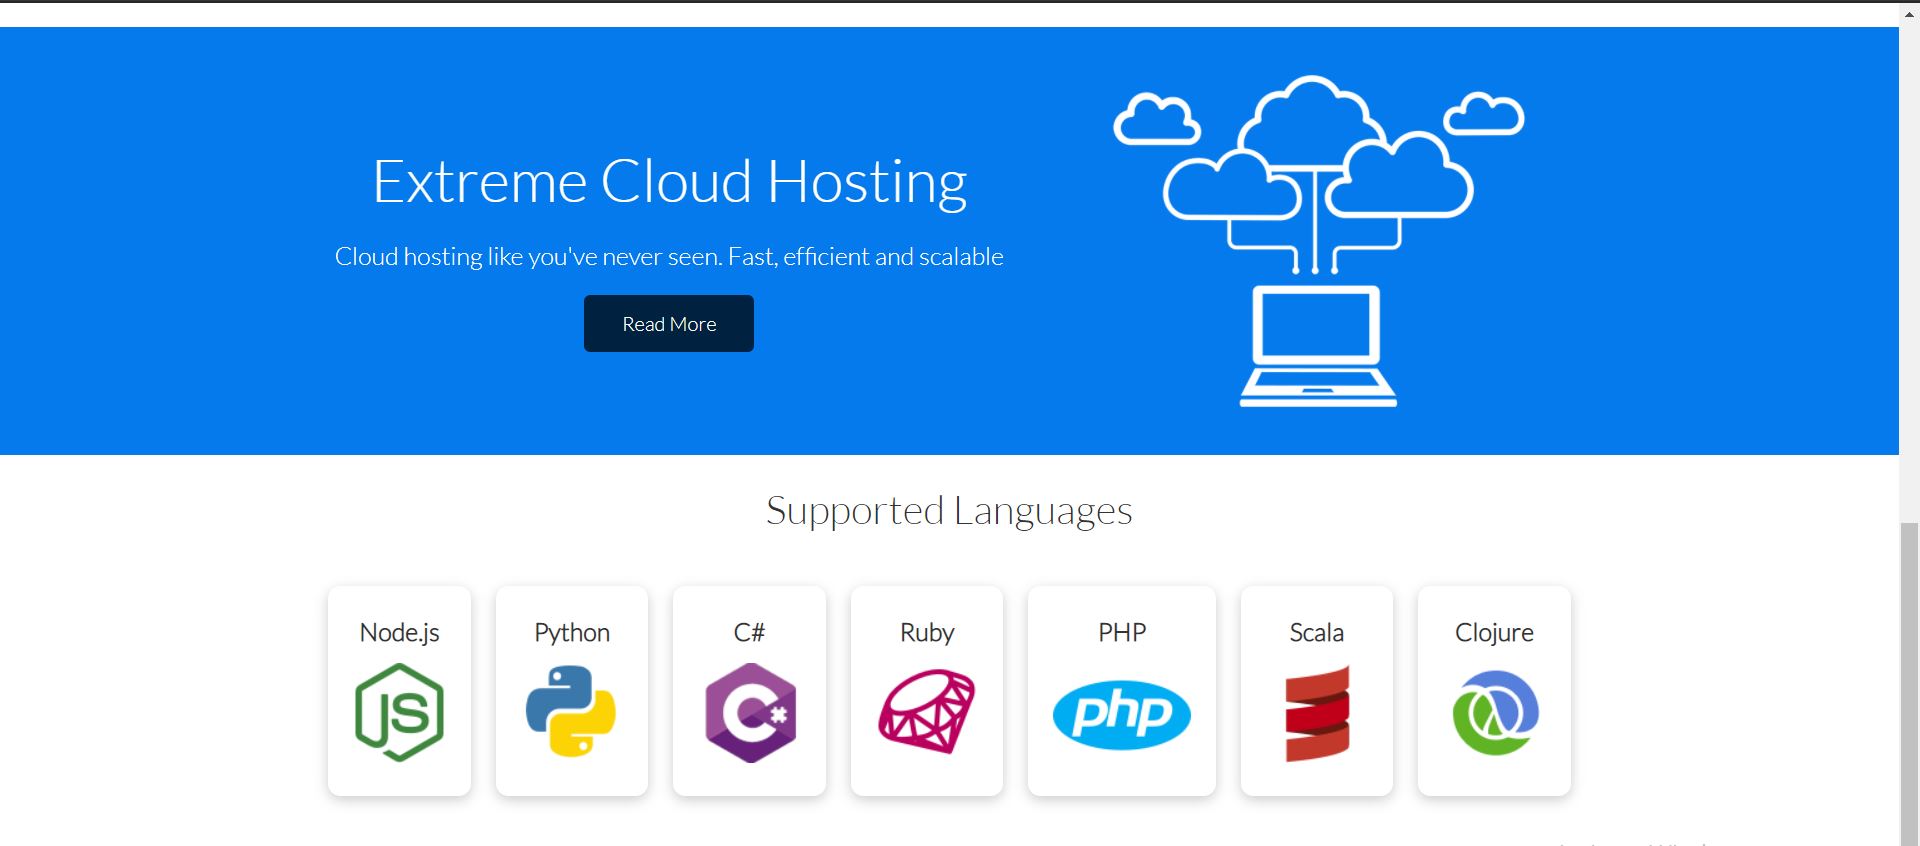 Extreme Cloud Hosting
Cloud hosting like you've never seen. Fast, efficient and scalable
Read More
Supported Languages
Node.js
Python
C#
Ruby
PHP
Scala
Clojure
JS
C#
php